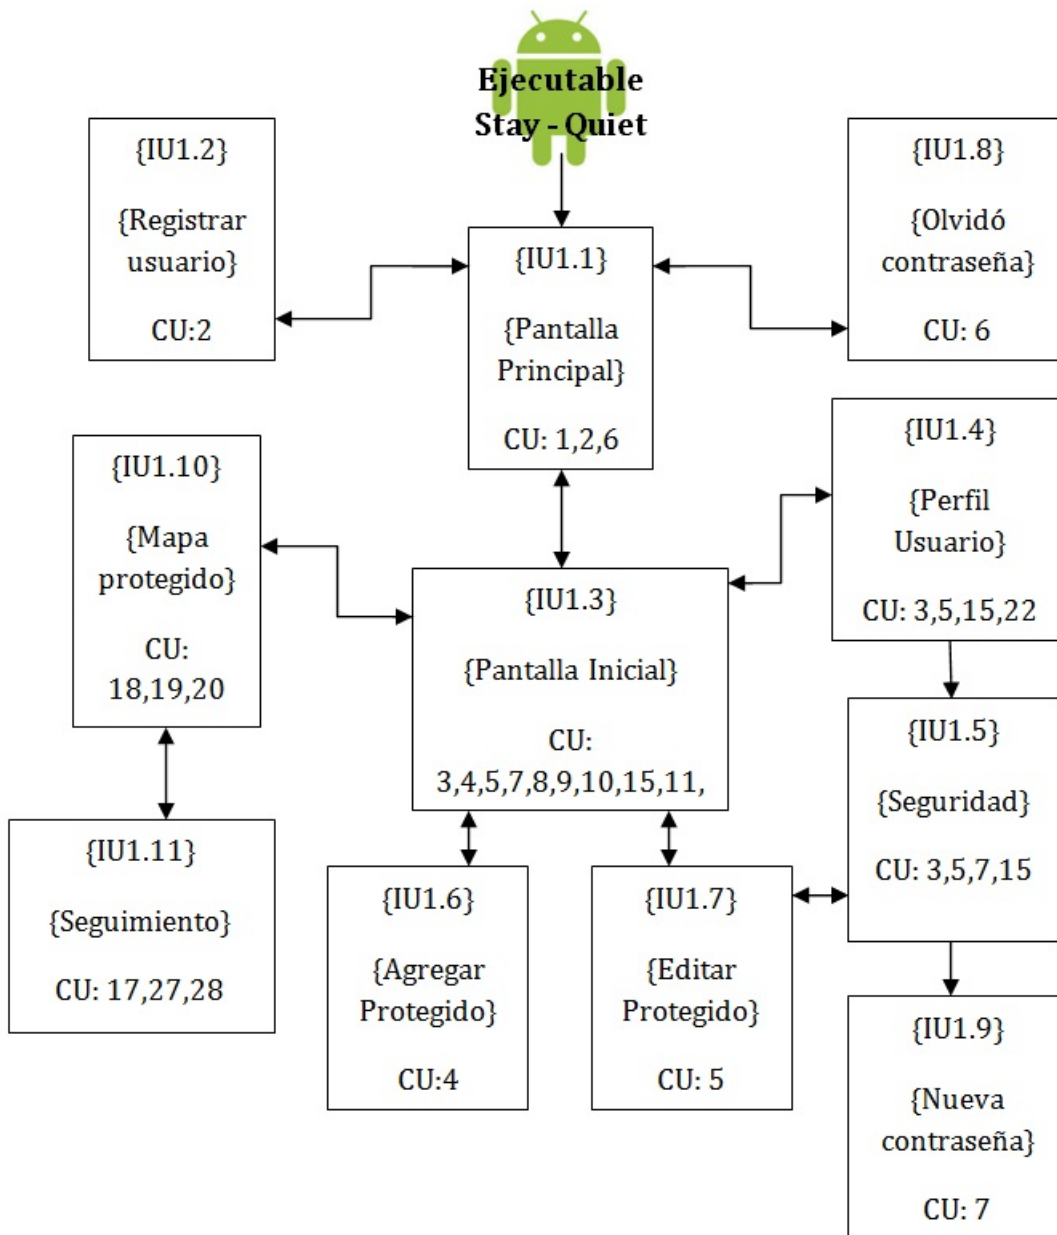 Ejecutable
Stay - Quiet
{IU1.2}
{Registrar
usuario}
CU:2
{IU1.1}
{Pantalla
Principal}
CU: 1,2,6
{IU1.8}
{Olvidó
contraseña}
CU: 6
{IU1.10}
{Mapa
protegido}
CU:
18,19,20
{IU1.3}
{Pantalla Inicial}
CU:
3,4,5,7,8,9,10,15,11,
{IU1.4}
{Perfil
Usuario}
CU: 3,5,15,22
{IU1.5}
{Seguridad}
CU: 3,5,7,15
{IU1.11}
{Seguimiento}
CU: 17,27,28
{IU1.6}
{Agregar
Protegido}
CU:4
{IU1.7}
{Editar
Protegido}
CU: 5
{IU1.9}
{Nueva
contraseña}
CU: 7